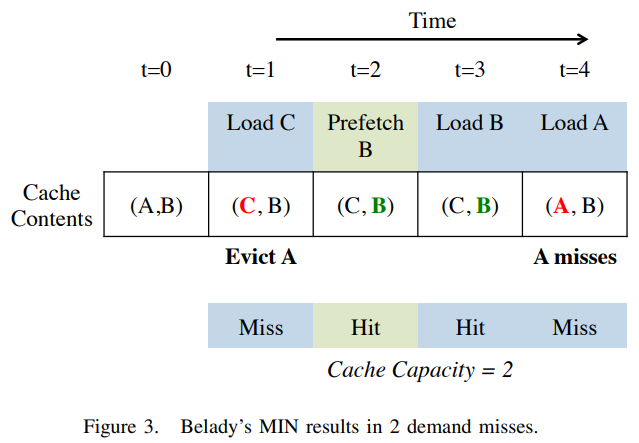 Time
t=0 t=1 t=2 t=3 t=4
Load C Prefetch B Load B Load A
Cache Contents (A,B) (C, B) (C, B) (C, B) (A, B)
Evict A A misses
Miss Hit Hit Miss
Cache Capacity = 2
Figure 3. Belady's MIN results in 2 demand misses.